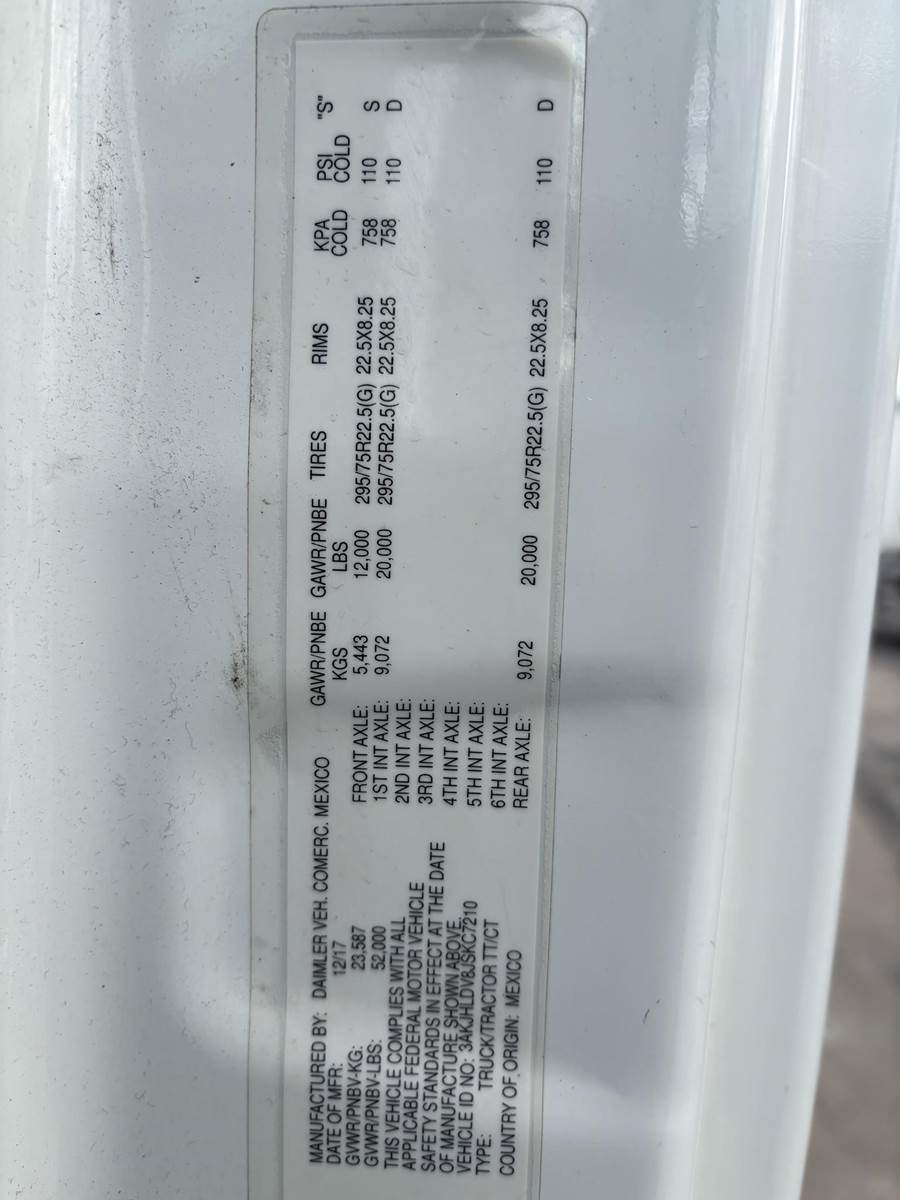 MANUFACTURED BY: DAIMLER VEH. COMERC. MEXICO
DATE OF MFR: 12/17
GVWR/PNBV-KG: 23,587
GVWR/PNBV-LBS: 52,000
THIS VEHICLE COMPLIES WITH ALL
APPLICABLE FEDERAL MOTOR VEHICLE
SAFETY STANDARDS IN EFFECT AT THE DATE
OF MANUFACTURE SHOWN ABOVE.
VEHICLE ID NO: 3AKJHLDV8JSKC7210
TYPE: TRUCK/TRACTOR TT/CT
COUNTRY OF ORIGIN: MEXICO
GAWR/PNBE GAWR/PNBE TIRES RIMS KPA PSI "S"
KGS LBS COLD COLD
FRONT AXLE: 5,443 12,000 295/75R22.5(G) 22.5X8.25 758 110 S
1ST INT AXLE: 9,072 20,000 295/75R22.5(G) 22.5X8.25 758 110 D
2ND INT AXLE:
3RD INT AXLE:
4TH INT AXLE:
5TH INT AXLE:
6TH INT AXLE:
REAR AXLE: 9,072 20,000 295/75R22.5(G) 22.5X8.25 758 110 D